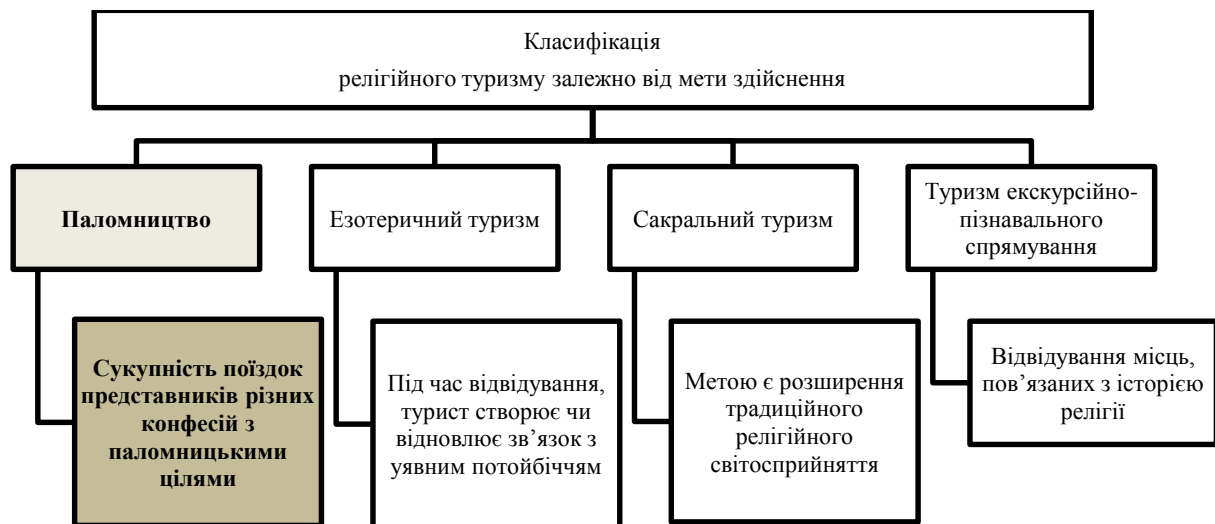 Класифікація
релігійного туризму залежно від мети здійснення
Паломництво
Езотеричний туризм
Сакральний туризм
Туризм екскурсійно-
пізнавального
спрямування
Сукупність поїздок
представників різних
конфесій з
паломницькими
цілями
Під час відвідування,
турист створює чи
відновлює зв’язок з
уявним потойбіччям
Метою є розширення
традиційного
релігійного
світосприйняття
Відвідування місць,
пов’язаних з історією
релігії